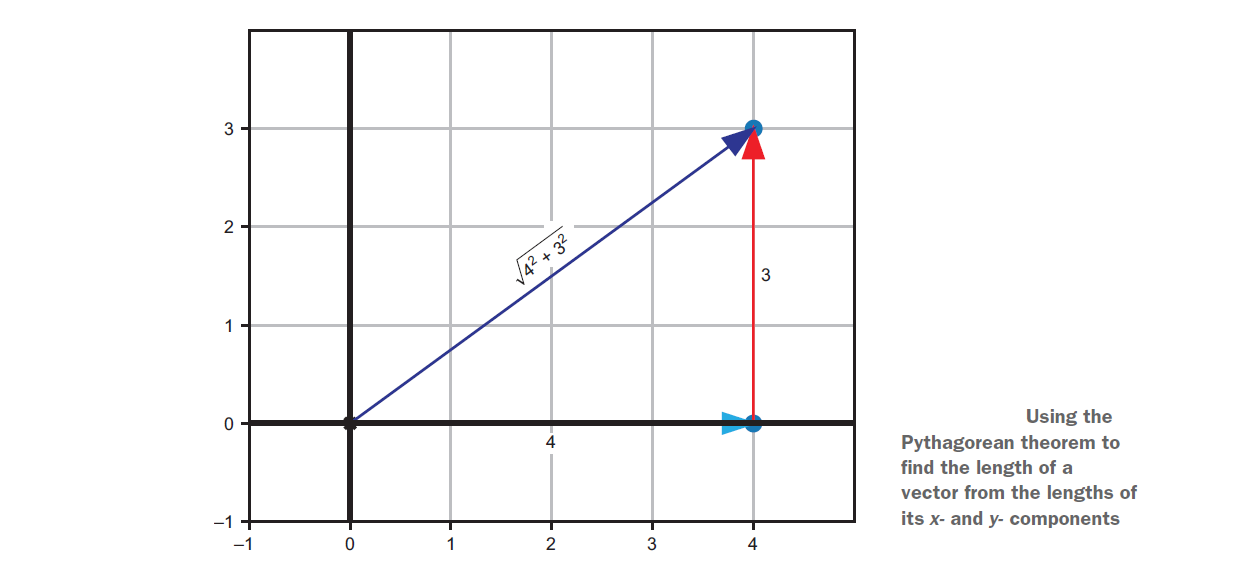 3
2
√4² + 3²
3
1
0
4
–1
–1
0
1
2
3
4
Using the
Pythagorean theorem to
find the length of a
vector from the lengths of
its x- and y- components